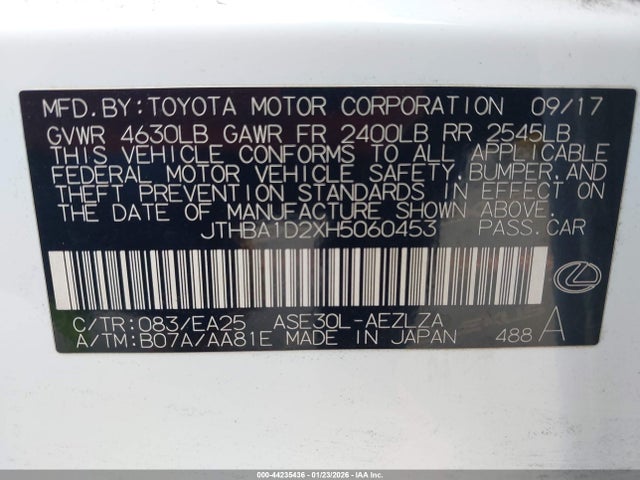 MFD.BY:TOYOTA MOTOR CORPORATION 09/17
GVWR 4630LB GAWR FR 2400LB RR 2545LB
THIS VEHICLE CONFORMS TO ALL APPLICABLE
FEDERAL MOTOR VEHICLE SAFETY,BUMPER,AND
THEFT PREVENTION STANDARDS IN EFFECT ON
THE DATE OF MANUFACTURE SHOWN ABOVE.
JTHBA1D2XH5060453 PASS.CAR
C/TR:083/EA25 ASE30L-AEZLZA
A/TM:B07A/AA81E MADE IN JAPAN 488 A
000-44235436 - 01/23/2026 - IAA Inc.